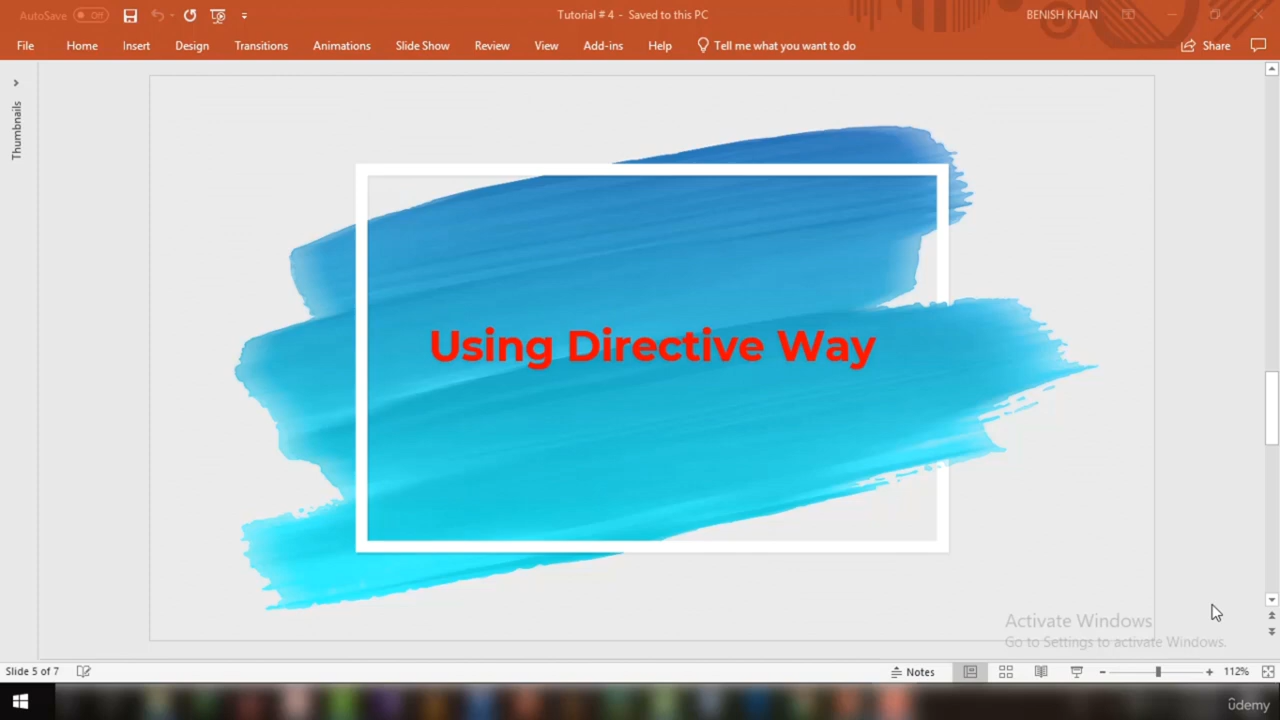 AutoSave Off
Tutorial # 4 - Saved to this PC
BENISH KHAN
File Home Insert Design Transitions Animations Slide Show Review View Add-ins Help Tell me what you want to do Share
Thumbnails
Using Directive Way
Activate Windows
Go to Settings to activate Windows.
Slide 5 of 7
Notes
112%
ûdemy